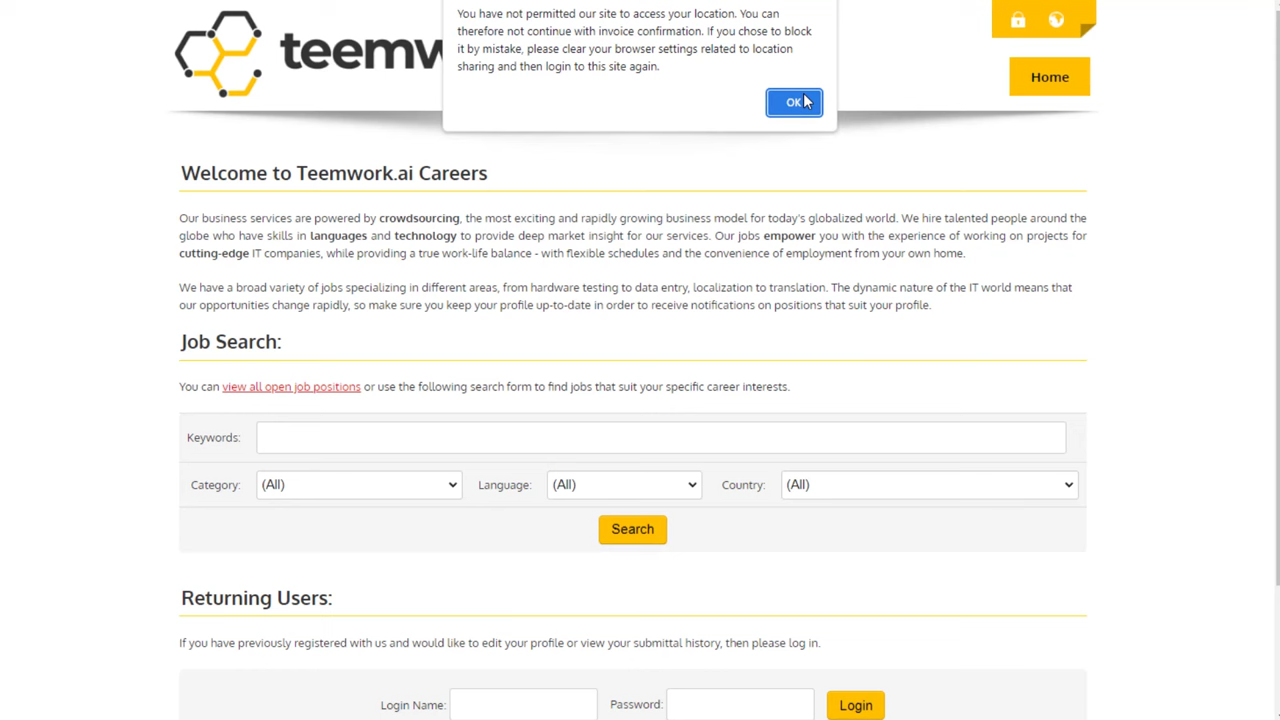 You have not permitted our site to access your location. You can
therefore not continue with invoice confirmation. If you chose to block
it by mistake, please clear your browser settings related to location
sharing and then login to this site again.
OK
teemw
Home
Welcome to Teemwork.ai Careers
Our business services are powered by crowdsourcing, the most exciting and rapidly growing business model for today's globalized world. We hire talented people around the
globe who have skills in languages and technology to provide deep market insight for our services. Our jobs empower you with the experience of working on projects for
cutting-edge IT companies, while providing a true work-life balance - with flexible schedules and the convenience of employment from your own home.
We have a broad variety of jobs specializing in different areas, from hardware testing to data entry, localization to translation. The dynamic nature of the IT world means that
our opportunities change rapidly, so make sure you keep your profile up-to-date in order to receive notifications on positions that suit your profile.
Job Search:
You can view all open job positions or use the following search form to find jobs that suit your specific career interests.
Keywords:
Category: (All) Language: (All) Country: (All)
Search
Returning Users:
If you have previously registered with us and would like to edit your profile or view your submittal history, then please log in.
Login Name: Password: Login